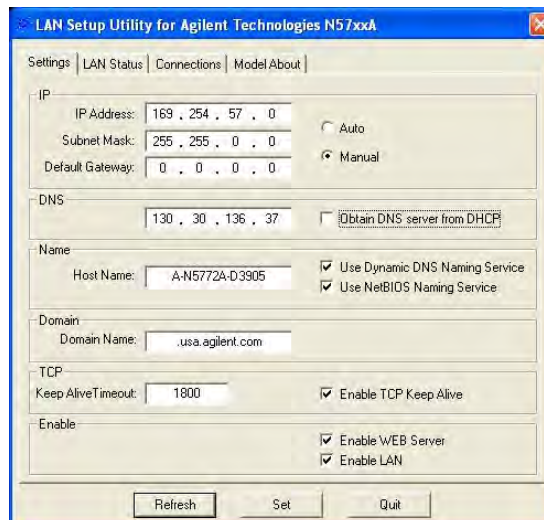 LAN Setup Utility for Agilent Technologies N57xxA
Settings LAN Status Connections Model About
IP
IP Address: 169 . 254 . 57 . 0
Auto
Subnet Mask: 255 . 255 . 0 . 0
Manual
Default Gateway: 0 . 0 . 0 . 0
DNS
130 . 30 . 136 . 37
Obtain DNS server from DHCP
Name
Host Name: A-N5772A-D3905
Use Dynamic DNS Naming Service
Use NetBIOS Naming Service
Domain
Domain Name: .usa.agilent.com
TCP
Keep AliveTimeout: 1800
Enable TCP Keep Alive
Enable
Enable WEB Server
Enable LAN
Refresh Set Quit